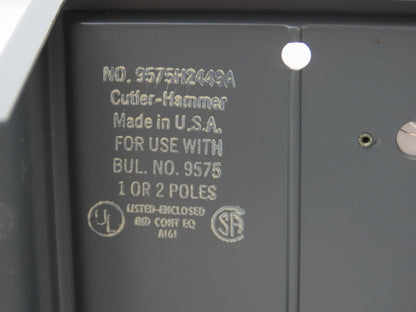 NO. 9575H2449A
Cutler-Hammer
Made in U.S.A.
FOR USE WITH
BUL. NO. 9575
1 OR 2 POLES
UL LISTED-ENCLOSED SA
IND CONT EQ
A161